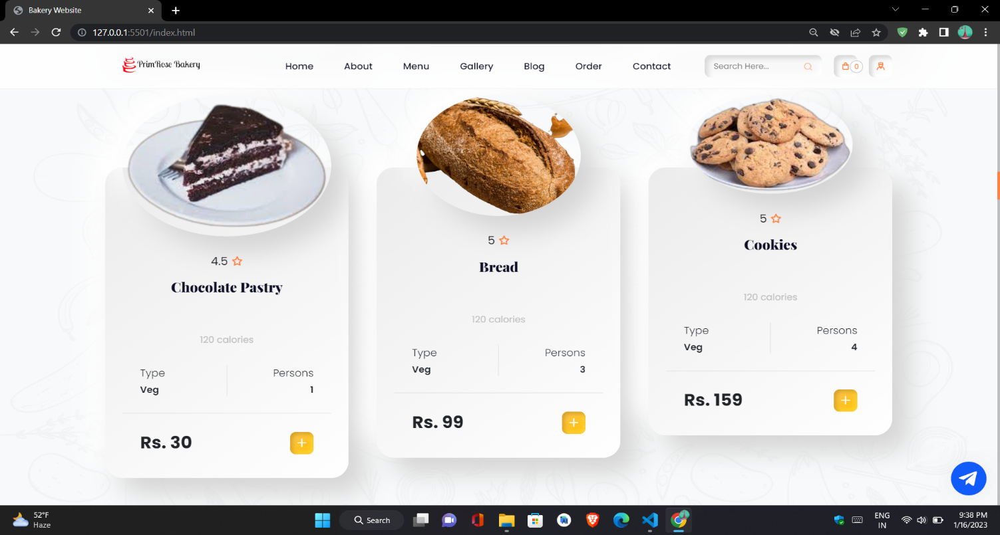 Bakery Website
127.0.0.1:5501/index.html
PrimRose Bakery
Home
About
Menu
Gallery
Blog
Order
Contact
Search Here...
0
4.5
Chocolate Pastry
120 calories
Type
Persons
Veg
1
Rs. 30
5
Bread
120 calories
Type
Persons
Veg
3
Rs. 99
5
Cookies
120 calories
Type
Persons
Veg
4
Rs. 159
52°F
Haze
Search
ENG
IN
9:38 PM
1/16/2023